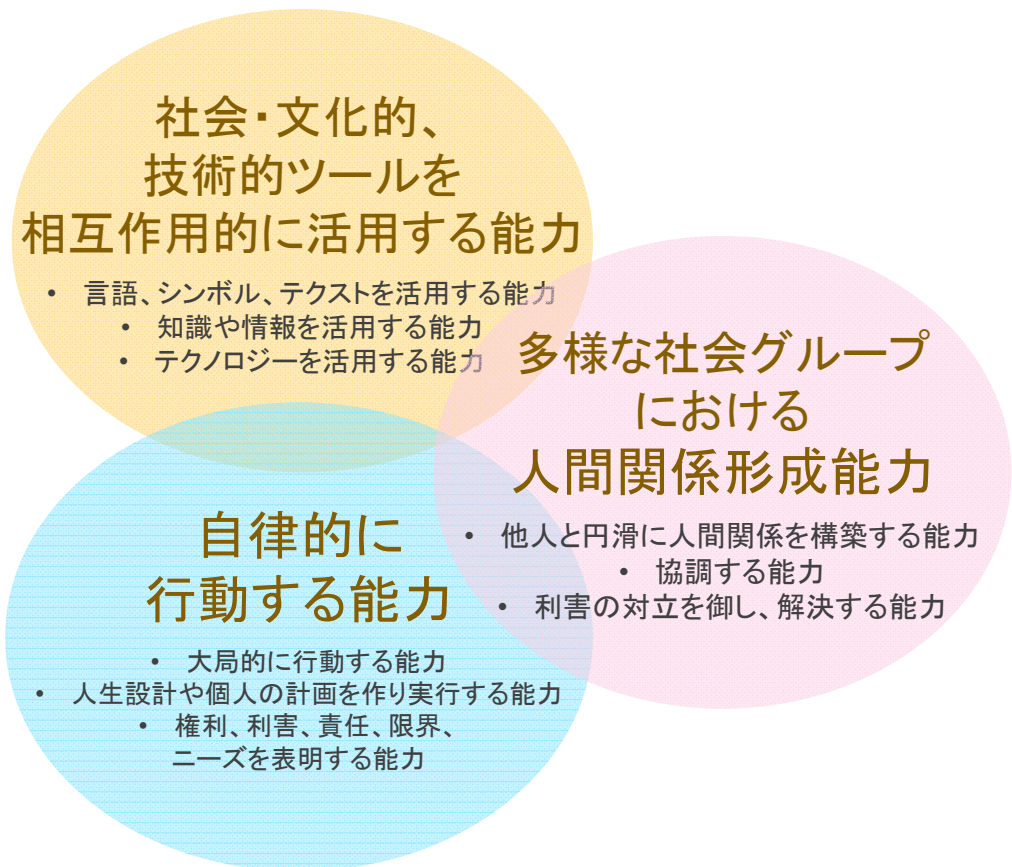 社会・文化的、
技術的ツールを
相互作用的に活用する能力
• 言語、シンボル、テクストを活用する能力
• 知識や情報を活用する能力
• テクノロジーを活用する能力
多様な社会グループ
における
人間関係形成能力
• 他人と円滑に人間関係を構築する能力
• 協調する能力
• 利害の対立を御し、解決する能力
自律的に
行動する能力
• 大局的に行動する能力
• 人生設計や個人の計画を作り実行する能力
• 権利、利害、責任、限界、
ニーズを表明する能力